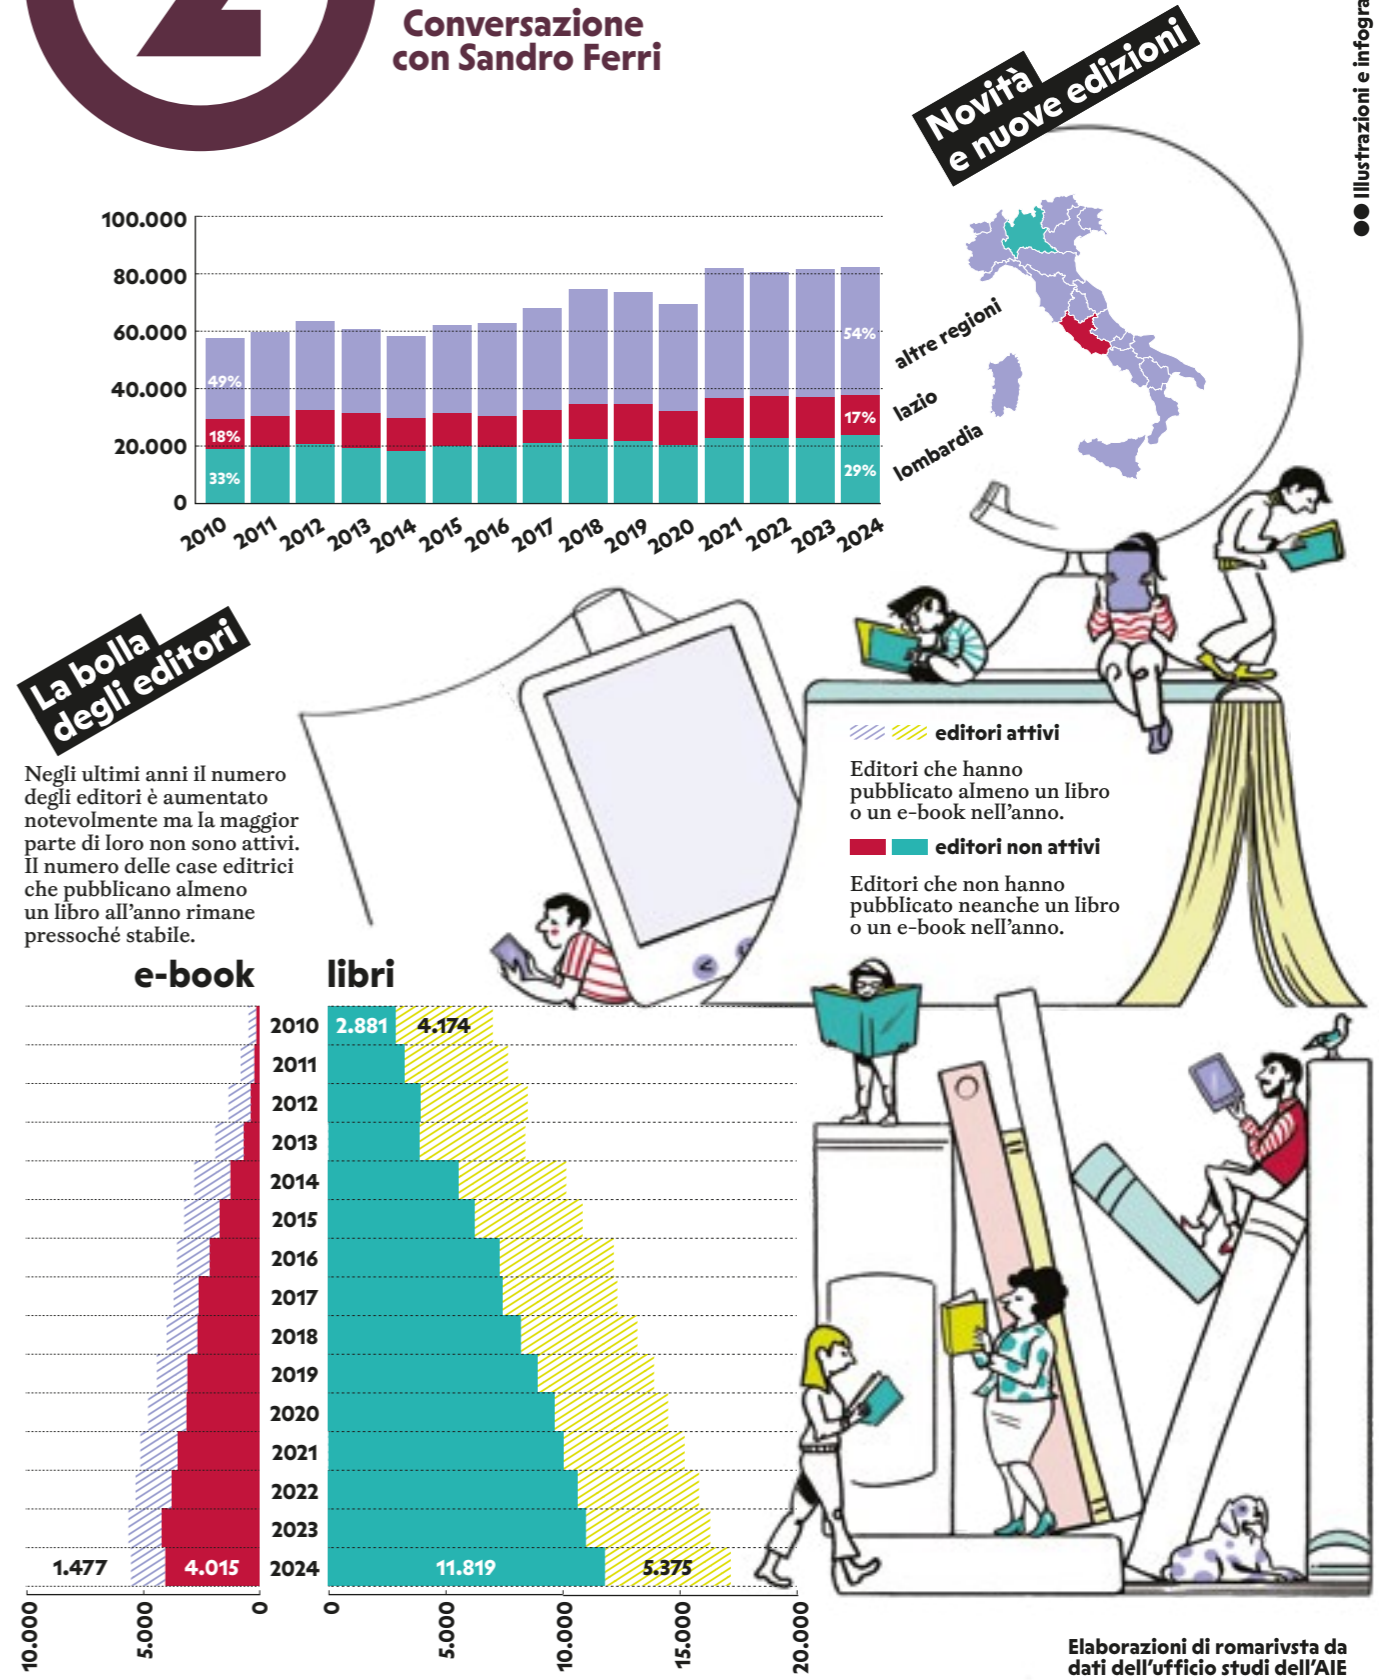 2
Conversazione
con Sandro Ferri
Novità
e nuove edizioni
100.000
80.000
60.000
40.000
20.000
0
49%
18%
33%
54%
17%
29%
2010
2011
2012
2013
2014
2015
2016
2017
2018
2019
2020
2021
2022
2023
2024
altre regioni
lazio
lombardia
La bolla
degli editori
Negli ultimi anni il numero
degli editori è aumentato
notevolmente ma la maggior
parte di loro non sono attivi.
Il numero delle case editrici
che pubblicano almeno
un libro all'anno rimane
pressoché stabile.
editori attivi
Editori che hanno
pubblicato almeno un libro
o un e-book nell'anno.
editori non attivi
Editori che non hanno
pubblicato neanche un libro
o un e-book nell'anno.
e-book libri
2010 2.881 4.174
2011
2012
2013
2014
2015
2016
2017
2018
2019
2020
2021
2022
2023
1.477 4.015 2024 11.819 5.375
10.000 5.000 0 0 5.000 10.000 15.000 20.000
Elaborazioni di romarivsta da
dati dell'ufficio studi dell'AIE
Illustrazioni e